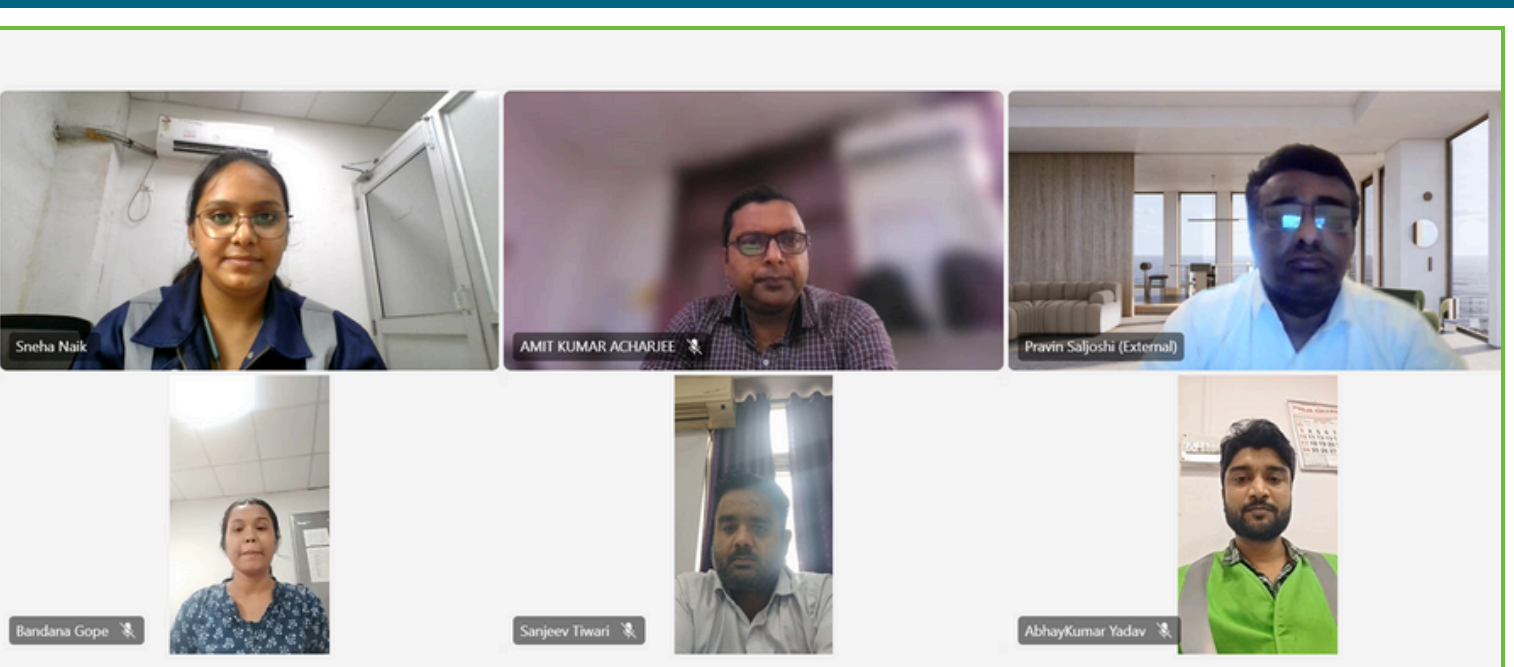 Sneha Naik
AMIT KUMAR ACHARJEE
Pravin Saljoshi (External)
Bandana Gope
Sanjeev Tiwari
AbhayKumar Yadav